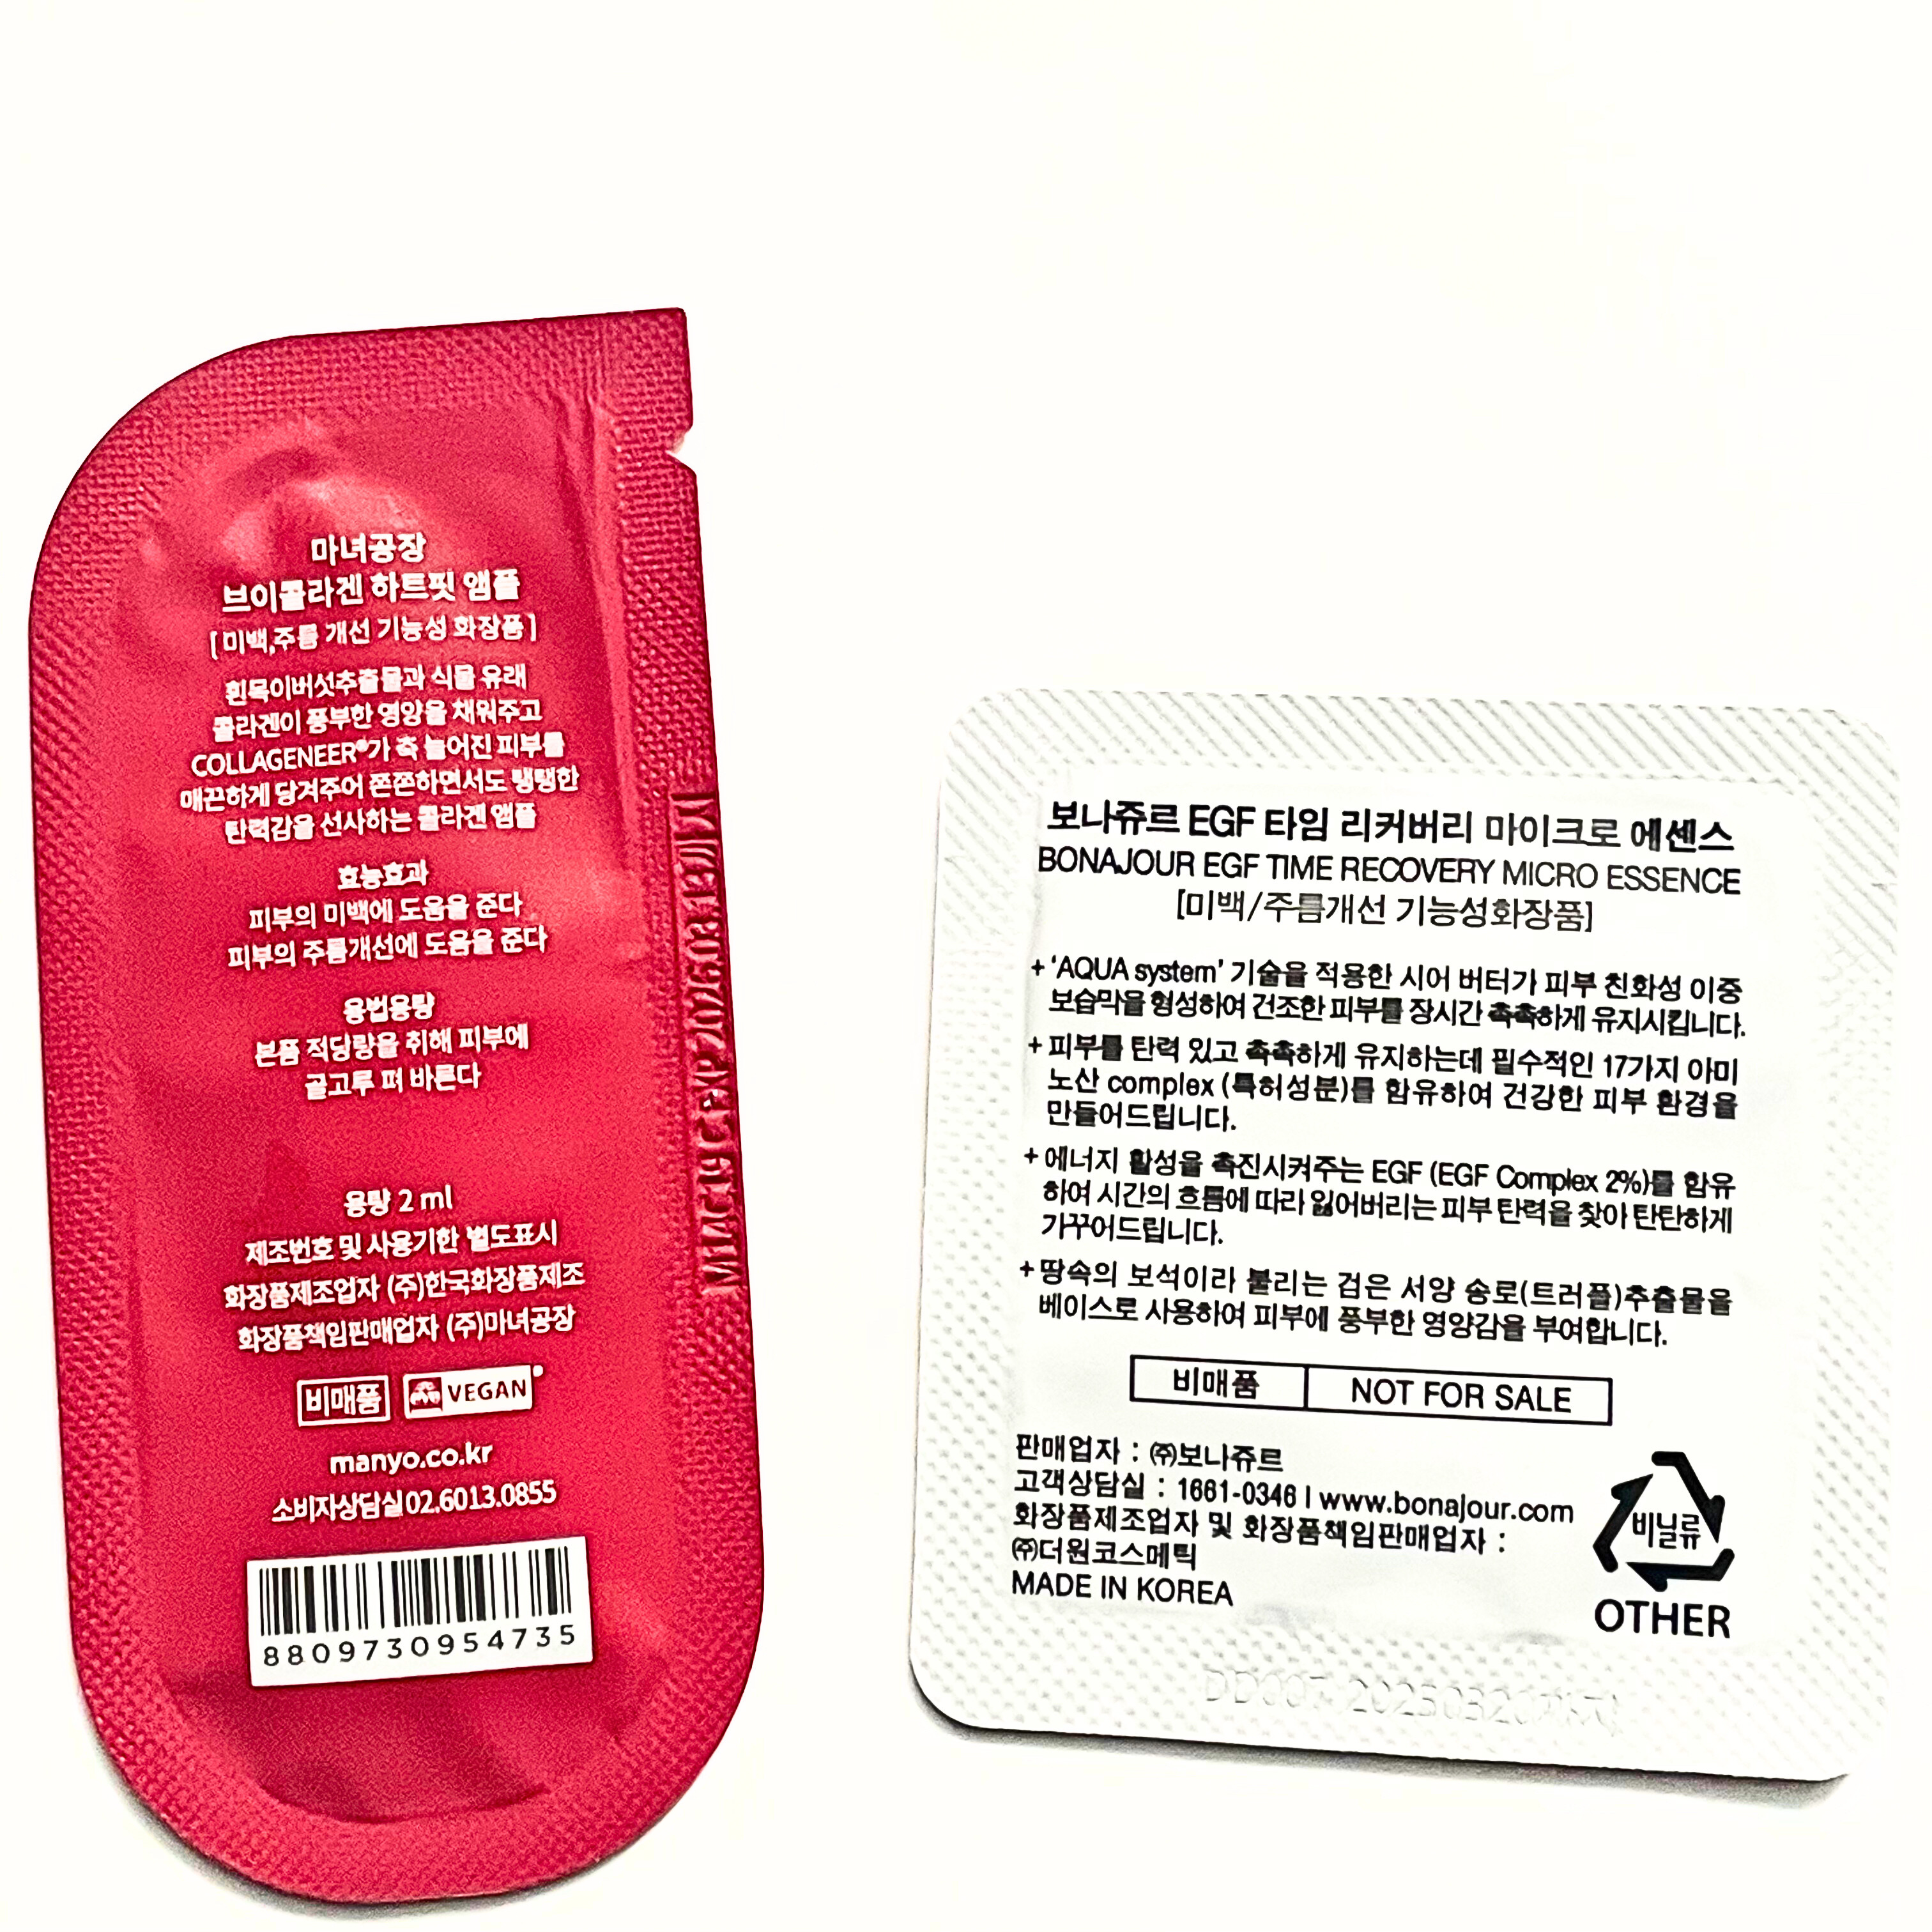 마녀공장
브이콜라겐 하트핏 앰플
[ 미백,주름 개선 기능성 화장품 ]
흰목이버섯추출물과 식물 유래
콜라겐이 풍부한 영양을 채워주고
COLLAGENEER®가 축 늘어진 피부를
매끈하게 당겨주어 쫀쫀하면서도 탱탱한
탄력감을 선사하는 콜라겐 앰플
효능효과
피부의 미백에 도움을 준다
피부의 주름개선에 도움을 준다
용법용량
본품 적당량을 취해 피부에
골고루 펴 바른다
용량 2 ml
제조번호 및 사용기한 별도표시
화장품제조업자 (주)한국화장품제조
화장품책임판매업자 (주)마녀공장
비매품 VEGAN
manyo.co.kr
소비자상담실 02.6013.0855
8809730954735
EXP 2026.03.13
보나쥬르 EGF 타임 리커버리 마이크로 에센스
BONAJOUR EGF TIME RECOVERY MICRO ESSENCE
[미백/주름개선 기능성화장품]
+ 'AQUA system' 기술을 적용한 시어 버터가 피부 친화성 이중
보습막을 형성하여 건조한 피부를 장시간 촉촉하게 유지시킵니다.
+ 피부를 탄력 있고 촉촉하게 유지하는데 필수적인 17가지 아미
노산 complex (특허성분)를 함유하여 건강한 피부 환경을
만들어드립니다.
+ 에너지 활성을 촉진시켜주는 EGF (EGF Complex 2%)를 함유
하여 시간의 흐름에 따라 잃어버리는 피부 탄력을 찾아 탄탄하게
가꾸어드립니다.
+ 땅속의 보석이라 불리는 검은 서양 송로(트러플)추출물을
베이스로 사용하여 피부에 풍부한 영양감을 부여합니다.
비매품 NOT FOR SALE
판매업자 : ㈜보나쥬르
고객상담실 : 1661-0346 | www.bonajour.com
화장품제조업자 및 화장품책임판매업자 :
㈜더원코스메틱
MADE IN KOREA
비닐류
OTHER
20250320까지